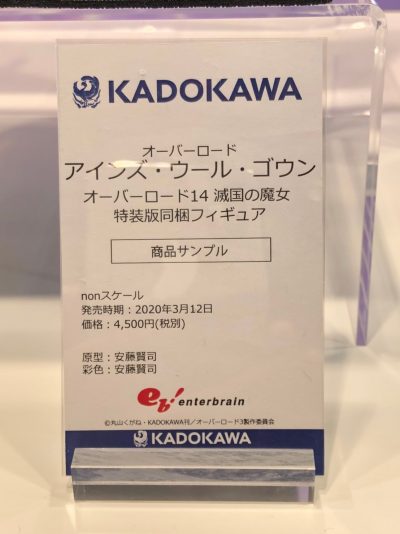 KADOKAWA
オーバーロード
アインズ・ウール・ゴウン
オーバーロード14 滅国の魔女
特装版同梱フィギュア
商品サンプル
nonスケール
発売時期：2020年3月12日
価格：4,500円(税別)
原型：安藤賢司
彩色：安藤賢司
eb! enterbrain
©丸山くがね・KADOKAWA刊／オーバーロード3製作委員会
KADOKAWA